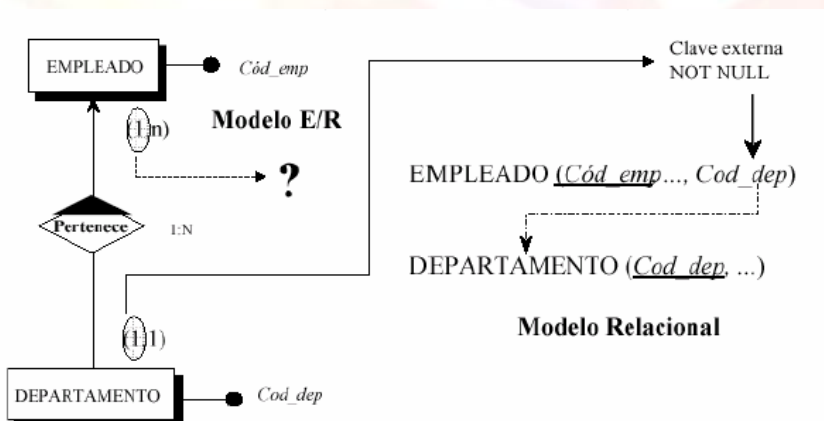 EMPLEADO
Cód_emp
(1:n)
Modelo E/R
?
Pertenece
1:N
(1:1)
DEPARTAMENTO
Cod_dep
Clave externa
NOT NULL
EMPLEADO (Cód_emp..., Cod_dep)
DEPARTAMENTO (Cod_dep, ...)
Modelo Relacional